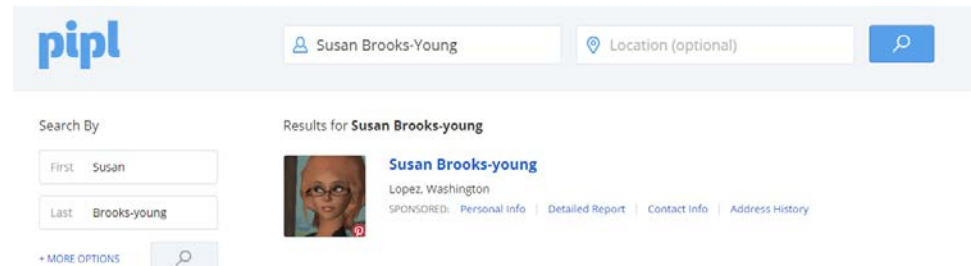 pipl
Susan Brooks-Young
Location (optional)
Search By
First Susan
Last Brooks-young
+ MORE OPTIONS
Results for Susan Brooks-young
Susan Brooks-young
Lopez, Washington
SPONSORED: Personal Info | Detailed Report | Contact Info | Address History